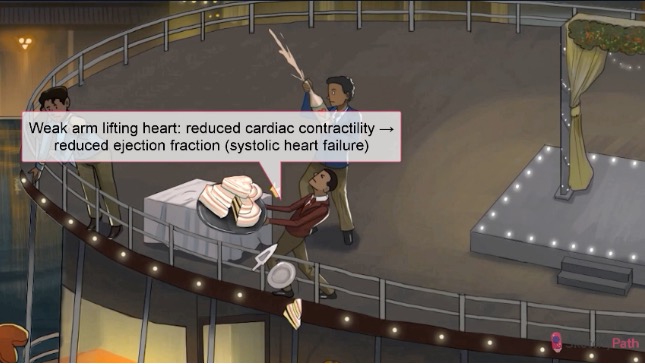 Weak arm lifting heart: reduced cardiac contractility →
reduced ejection fraction (systolic heart failure)
Path